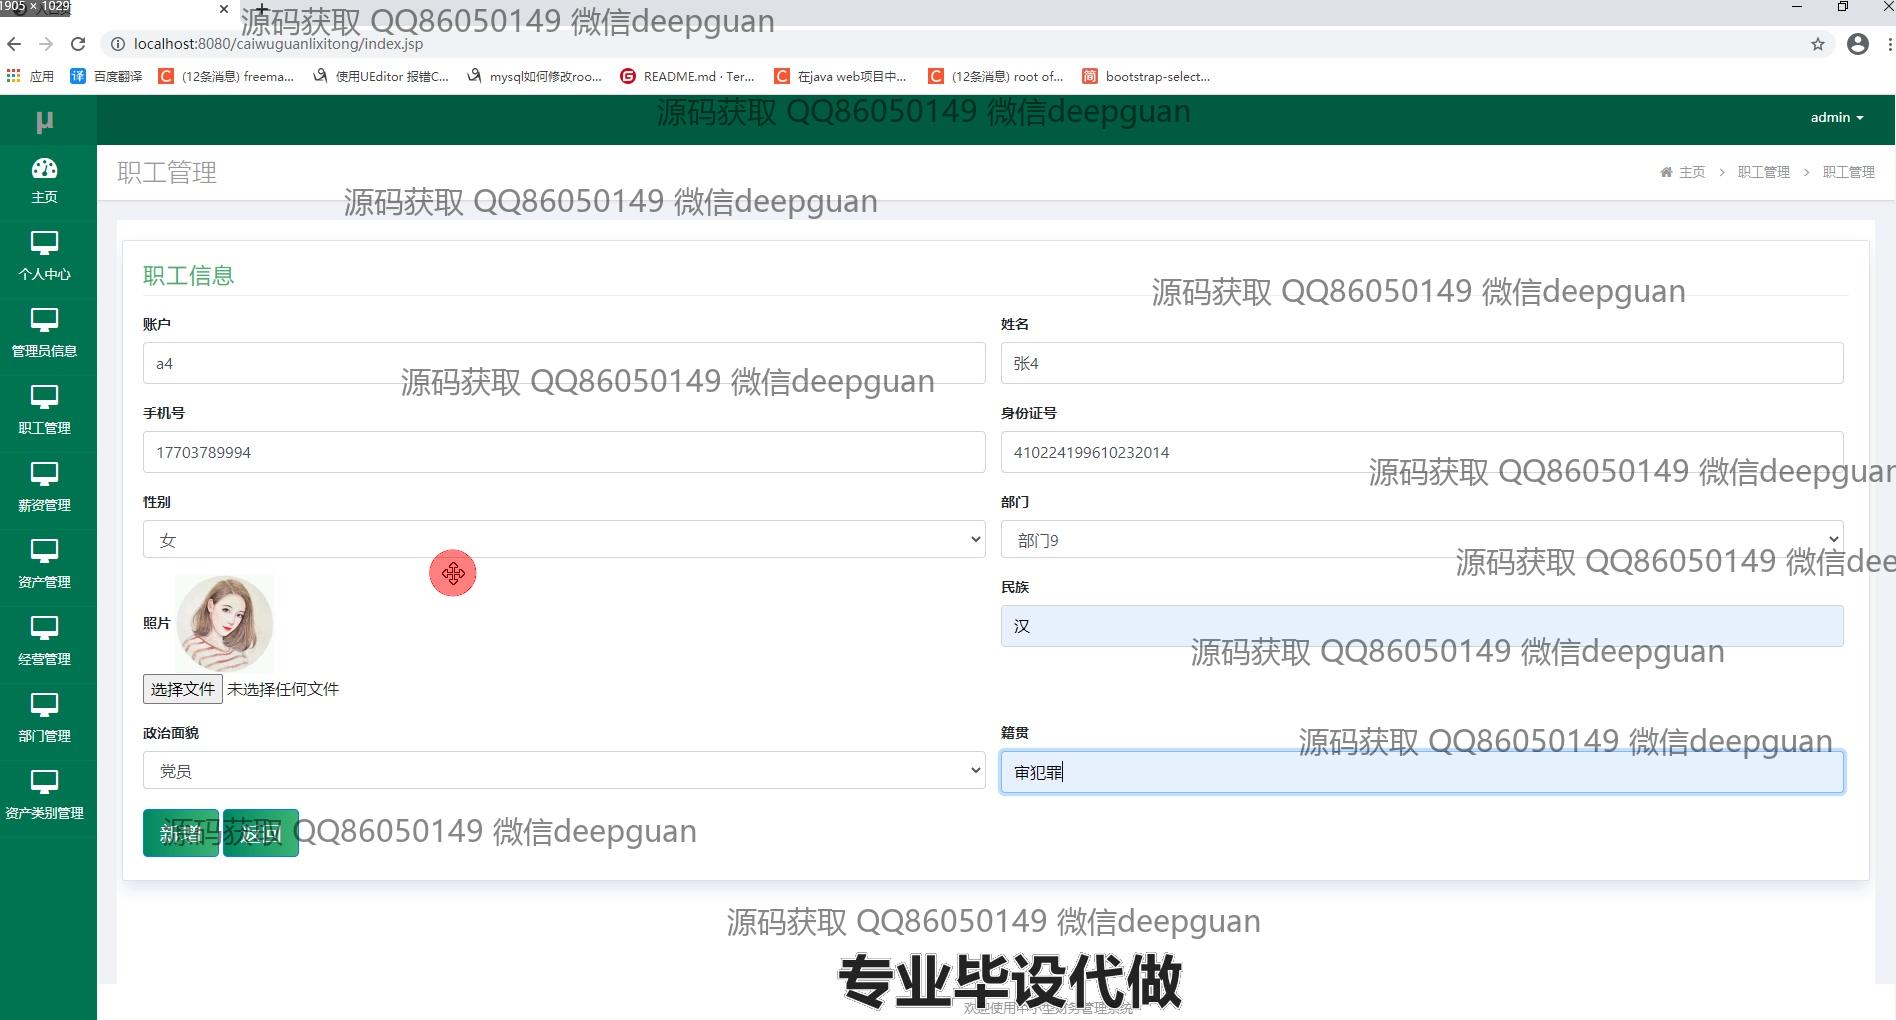 1905 × 1029
源码获取 QQ86050149 微信deepguan
localhost:8080/caiwuguanlixitong/index.jsp
应用 百度翻译 (12条消息) freema... 使用UEditor 报错C... mysql如何修改roo... README.md · Ter... 在java web项目中... (12条消息) root of... bootstrap-select...
源码获取 QQ86050149 微信deepguan
μ
admin
职工管理
主页 > 职工管理 > 职工管理
主页
源码获取 QQ86050149 微信deepguan
个人中心
职工信息
源码获取 QQ86050149 微信deepguan
账户 姓名
管理员信息
a4 张4
源码获取 QQ86050149 微信deepguan
手机号 身份证号
职工管理
17703789994 410224199610232014
源码获取 QQ86050149 微信deepguan
性别 部门
薪资管理
女 部门9
源码获取 QQ86050149 微信dee
资产管理
民族
照片 汉
源码获取 QQ86050149 微信deepguan
经营管理
选择文件 未选择任何文件
政治面貌 籍贯
部门管理
源码获取 QQ86050149 微信deepguan
党员 审犯罪
资产类别管理
新增 返回
源码获取 QQ86050149 微信deepguan
源码获取 QQ86050149 微信deepguan
专业毕设代做
欢迎使用中小型财务管理系统